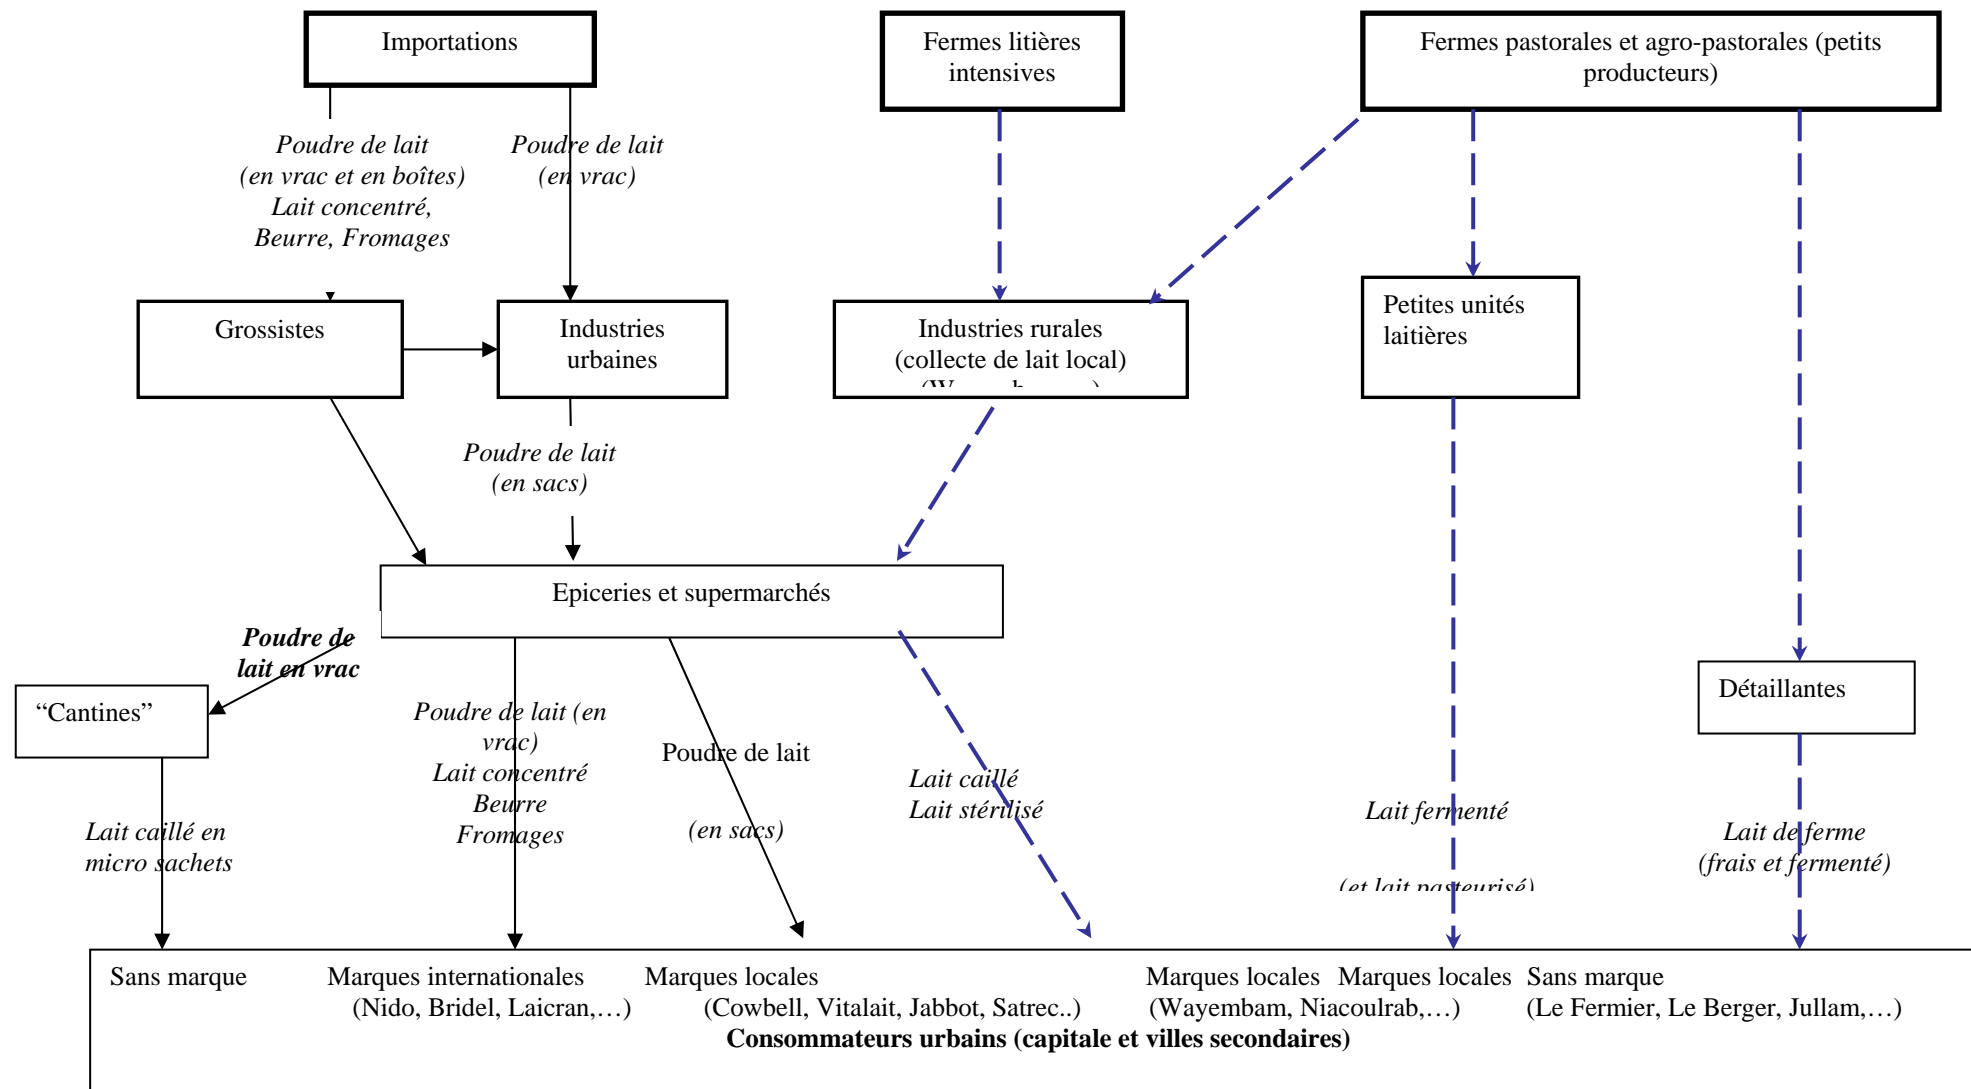 Importations
Fermes litières
intensives
Fermes pastorales et agro-pastorales (petits
producteurs)
Poudre de lait
(en vrac et en boîtes)
Lait concentré,
Beurre, Fromages
Poudre de lait
(en vrac)
Grossistes
Industries
urbaines
Industries rurales
(collecte de lait local)
Petites unités
laitières
Poudre de lait
(en sacs)
Epiceries et supermarchés
Poudre de
lait en vrac
“Cantines”
Détaillantes
Poudre de lait (en
vrac)
Lait concentré
Beurre
Fromages
Poudre de lait
(en sacs)
Lait caillé
Lait stérilisé
Lait fermenté
(et lait pasteurisé)
Lait de ferme
(frais et fermenté)
Lait caillé en
micro sachets
Sans marque Marques internationales Marques locales Marques locales Marques locales Sans marque
(Nido, Bridel, Laicran,…) (Cowbell, Vitalait, Jabbot, Satrec..) (Wayembam, Niacoulrab,…) (Le Fermier, Le Berger, Jullam,…)
Consommateurs urbains (capitale et villes secondaires)